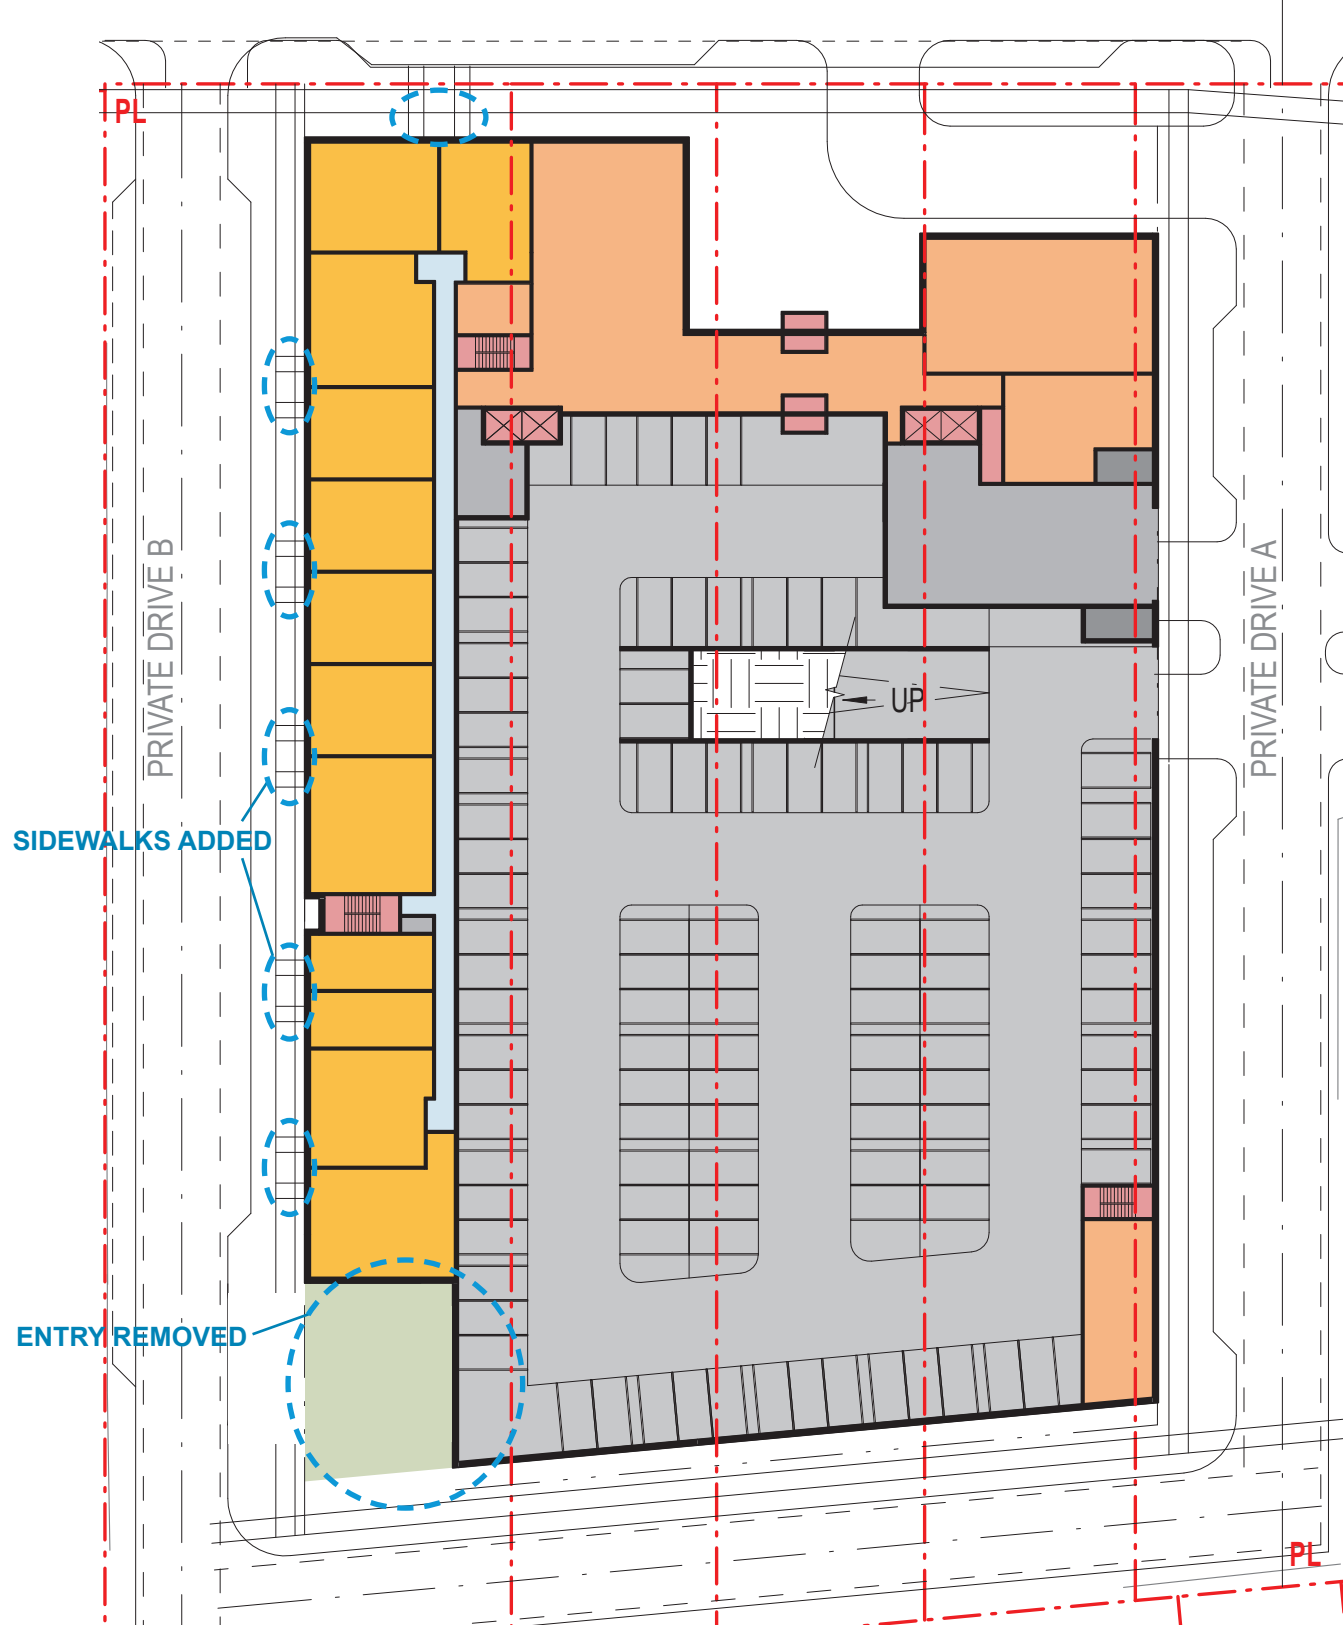 PL
PRIVATE DRIVE B
PRIVATE DRIVE A
UP
SIDEWALKS ADDED
ENTRY REMOVED
PL